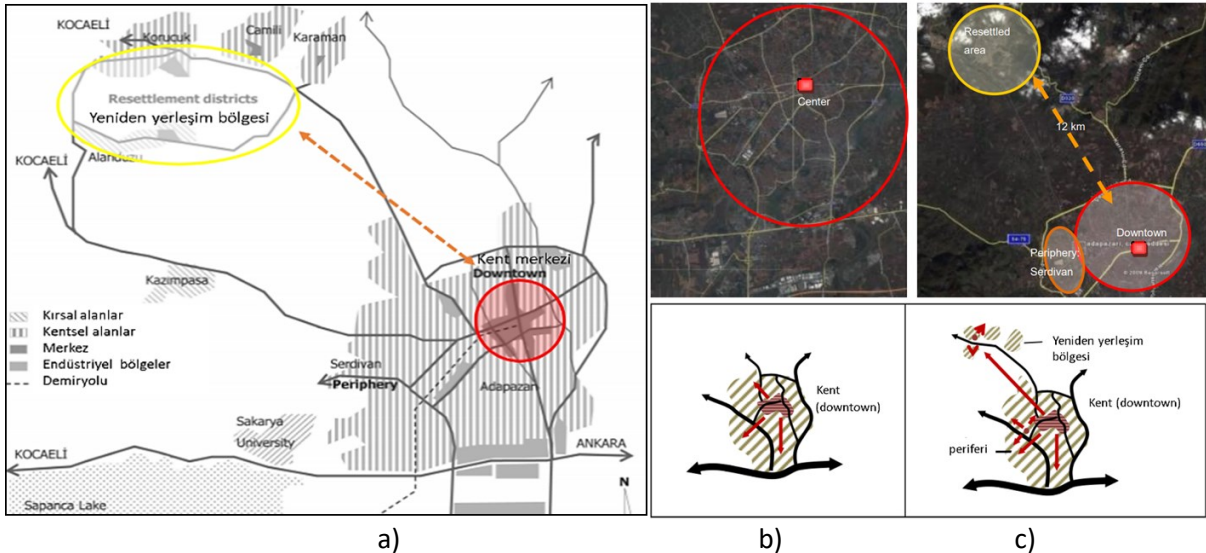 KOCAELİ
Camili
Korucuk
Karaman
Resettlement districts
Yeniden yerleşim bölgesi
KOCAELİ
Alanduzu
Kent merkezi
Downtown
Kazimpasa
Kırsal alanlar
Kentsel alanlar
Merkez
Endüstriyel bölgeler
Demiryolu
Serdivan
Periphery
Adapazarı
Sakarya
University
KOCAELİ
ANKARA
Sapanca Lake
N
a)
Center
Kent
(downtown)
b)
Resettled
area
12 km
Downtown
Periphery:
Serdivan
Yeniden yerleşim
bölgesi
Kent (downtown)
periferi
c)